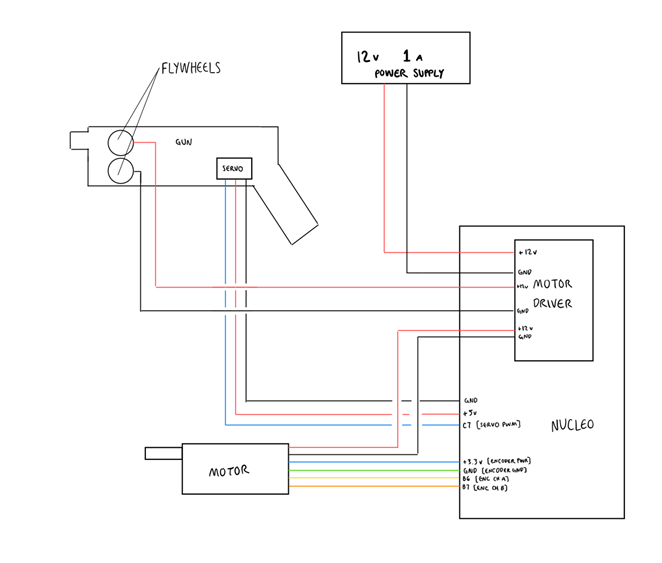 FLYWHEELS
12v 1 A
POWER SUPPLY
GUN
SERVO
+12v
GND
+12v
MOTOR
DRIVER
GND
+12v
GND
GND
+5v
C7 [SERVO PWM]
NUCLEO
MOTOR
+3.3v [ENCODER PWR]
GND [ENCODER GND]
B6 [ENC CH A]
B7 [ENC CH B]